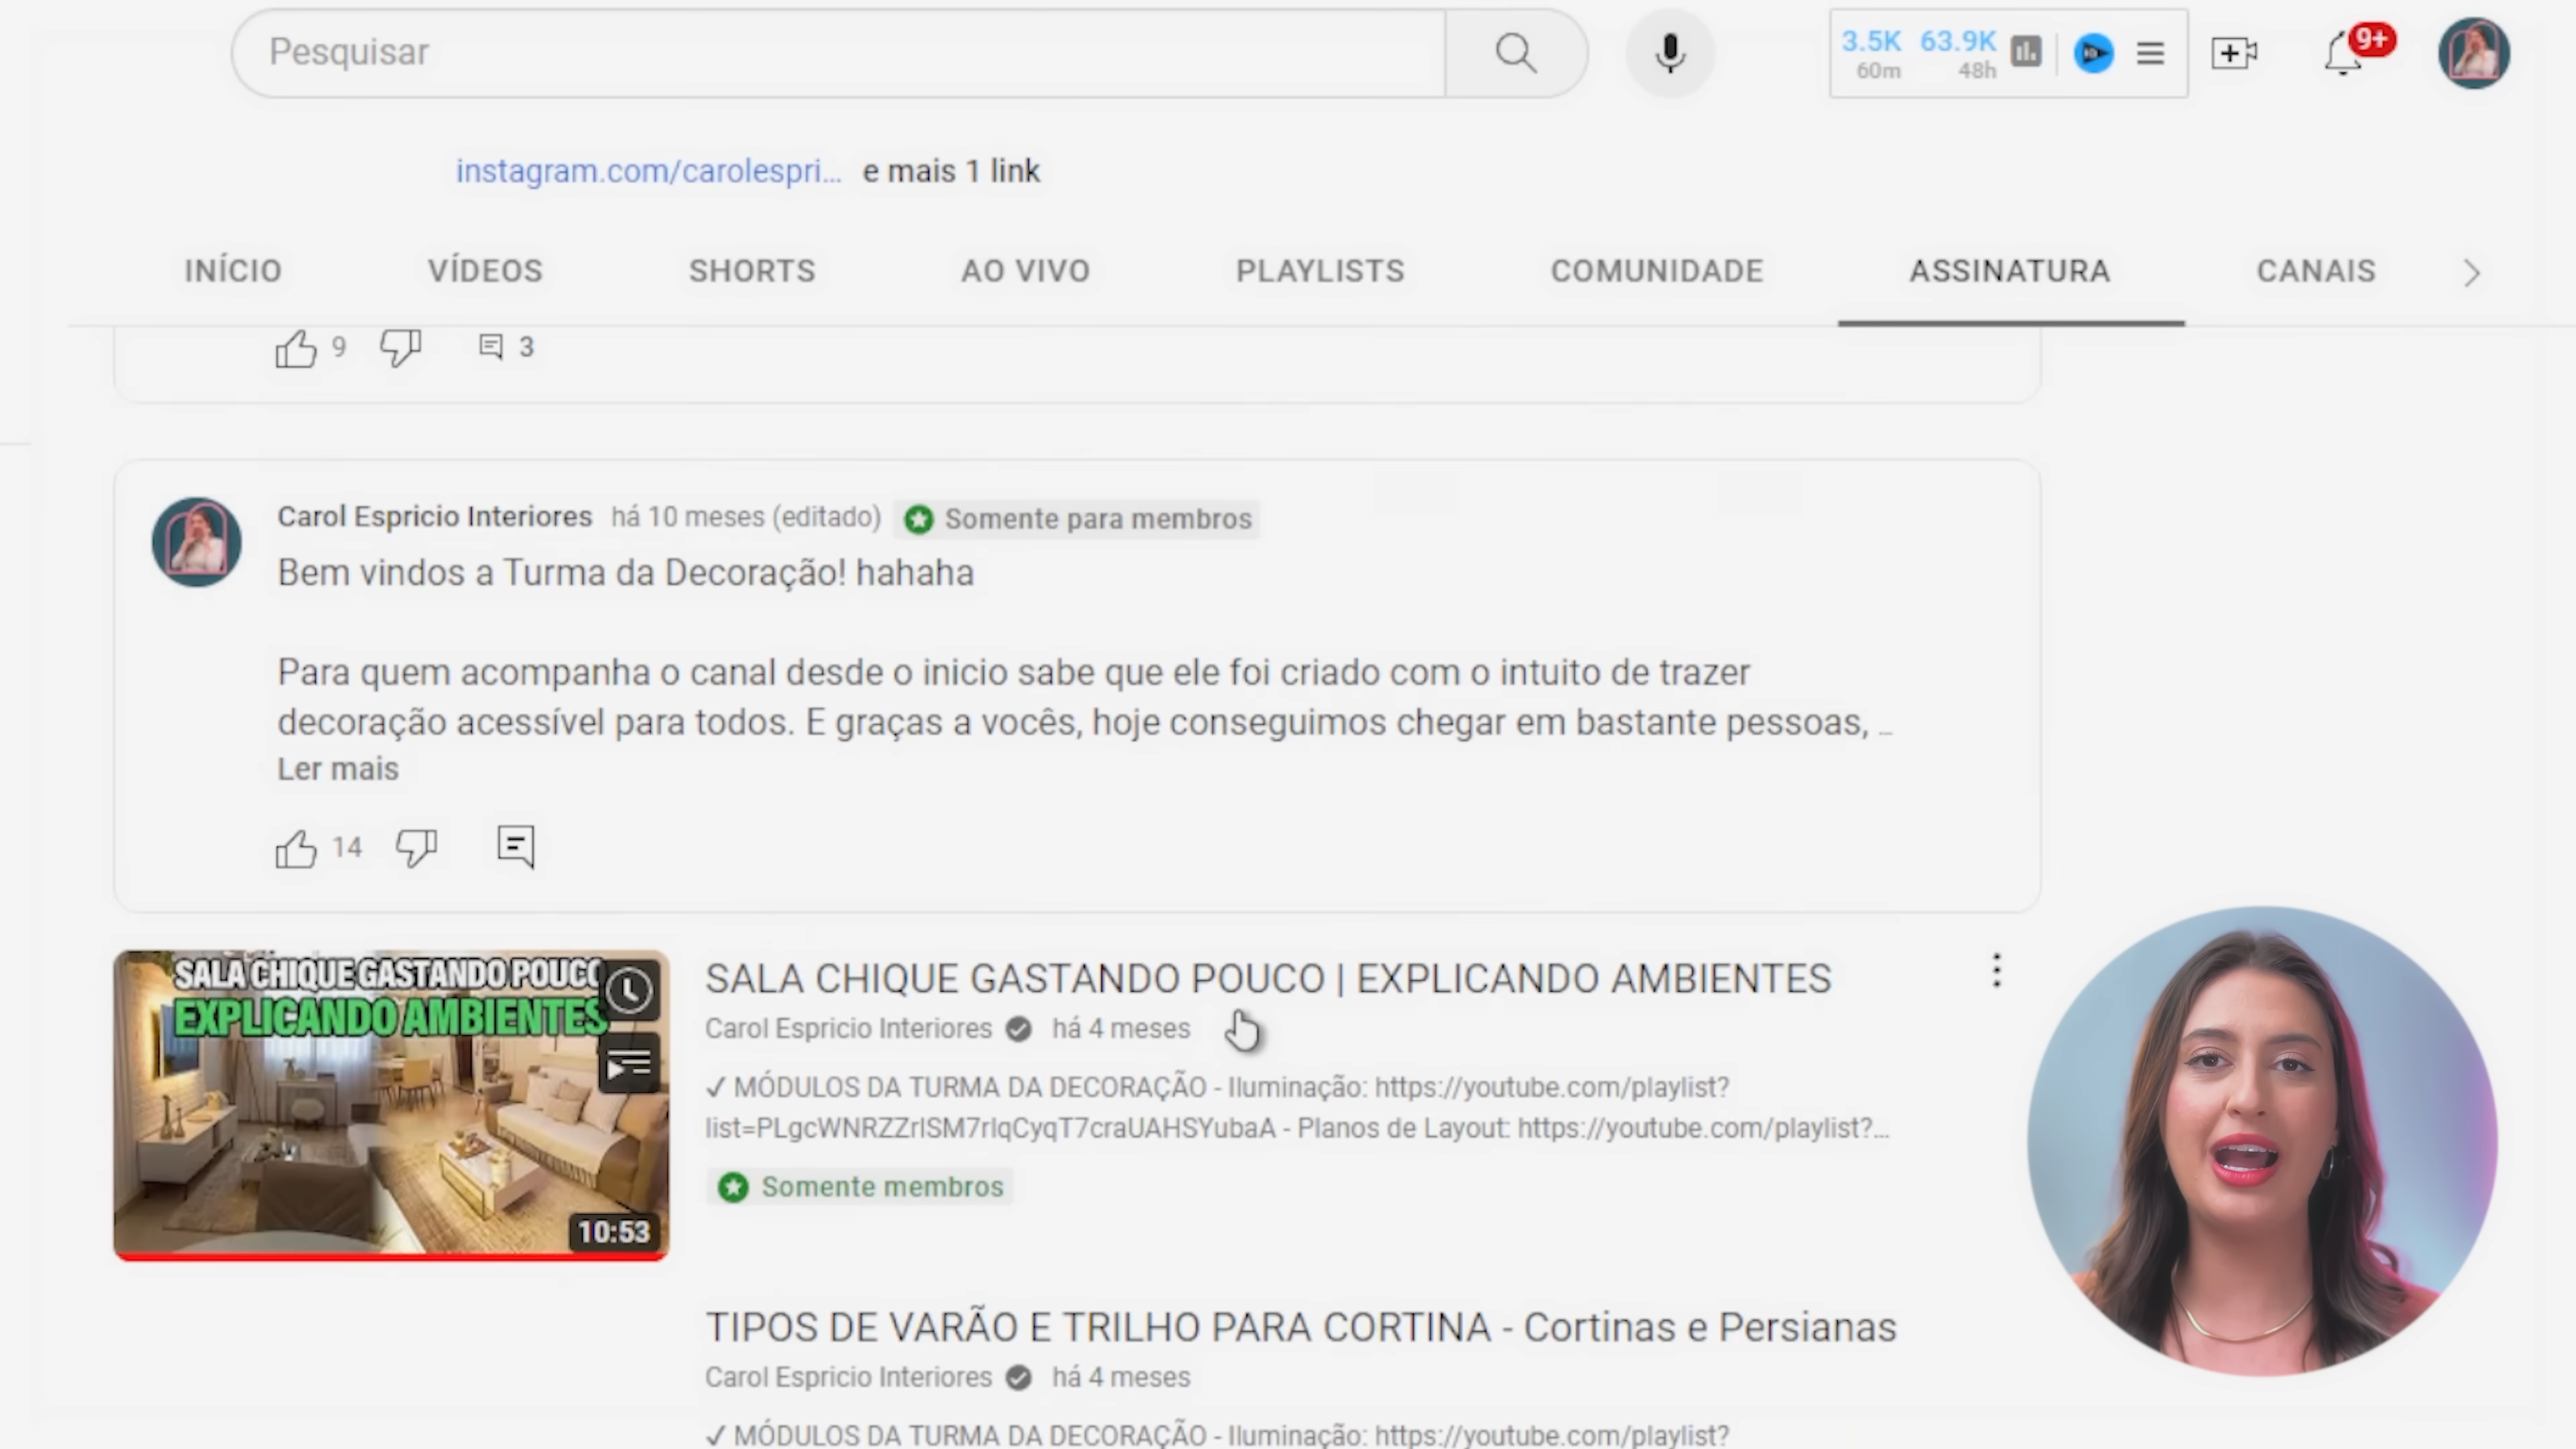 Pesquisar
3.5K 63.9K
60m 48h
9+
instagram.com/carolespri... e mais 1 link
INÍCIO VÍDEOS SHORTS AO VIVO PLAYLISTS COMUNIDADE ASSINATURA CANAIS
9 3
Carol Espricio Interiores há 10 meses (editado) Somente para membros
Bem vindos a Turma da Decoração! hahaha
Para quem acompanha o canal desde o inicio sabe que ele foi criado com o intuito de trazer
decoração acessível para todos. E graças a vocês, hoje conseguimos chegar em bastante pessoas, ...
Ler mais
14
SALA CHIQUE GASTANDO POUCO
EXPLICANDO AMBIENTES
10:53
SALA CHIQUE GASTANDO POUCO | EXPLICANDO AMBIENTES
Carol Espricio Interiores há 4 meses
✓ MÓDULOS DA TURMA DA DECORAÇÃO - Iluminação: https://youtube.com/playlist?
list=PLgcWNRZZrISM7rIqCyqT7craUAHSYubaA - Planos de Layout: https://youtube.com/playlist?...
Somente membros
TIPOS DE VARÃO E TRILHO PARA CORTINA - Cortinas e Persianas
Carol Espricio Interiores há 4 meses
✓ MÓDULOS DA TURMA DA DECORAÇÃO - Iluminação: https://youtube.com/playlist?